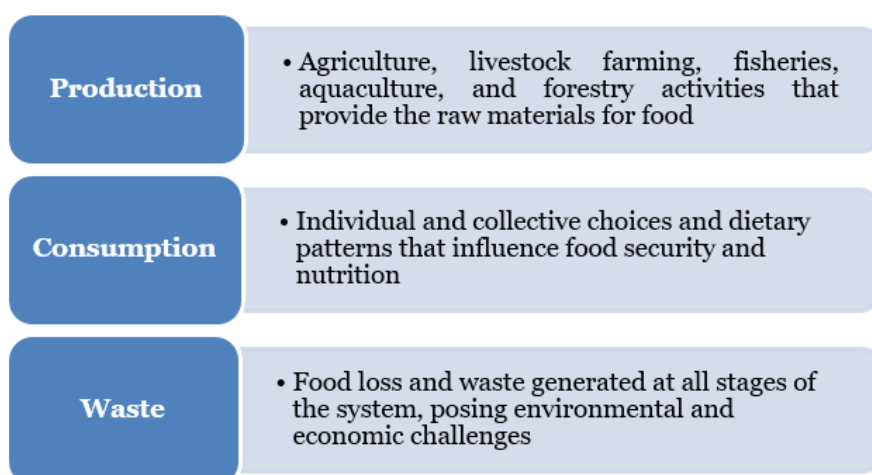 Production
• Agriculture, livestock farming, fisheries,
aquaculture, and forestry activities that
provide the raw materials for food
Consumption
• Individual and collective choices and dietary
patterns that influence food security and
nutrition
Waste
• Food loss and waste generated at all stages of
the system, posing environmental and
economic challenges